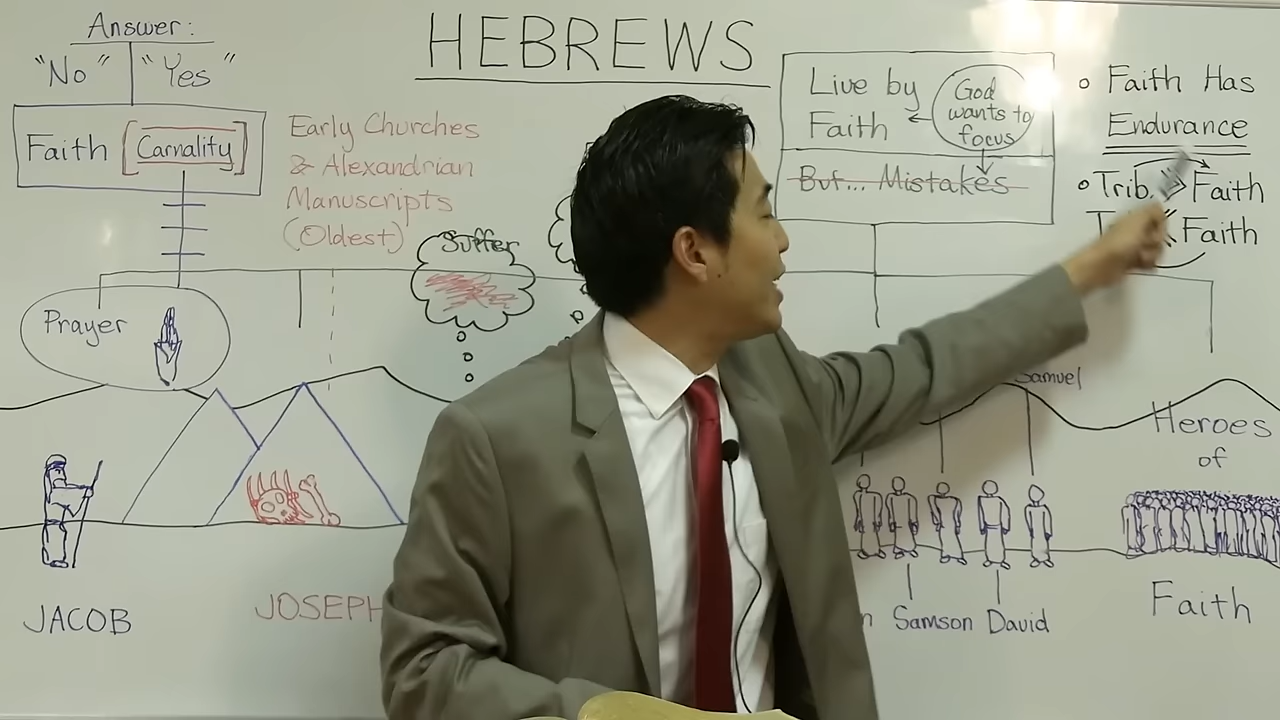 Answer:
"No" "Yes"
Faith [Carnality]
Early Churches
& Alexandrian
Manuscripts
(Oldest)
HEBREWS
Live by
Faith
God
wants to
focus
But... Mistakes
Faith Has
Endurance
Trib. > Faith
< Faith
Suffer
Prayer
Samuel
Heroes
of
Faith
JACOB
JOSEPH
Samson David